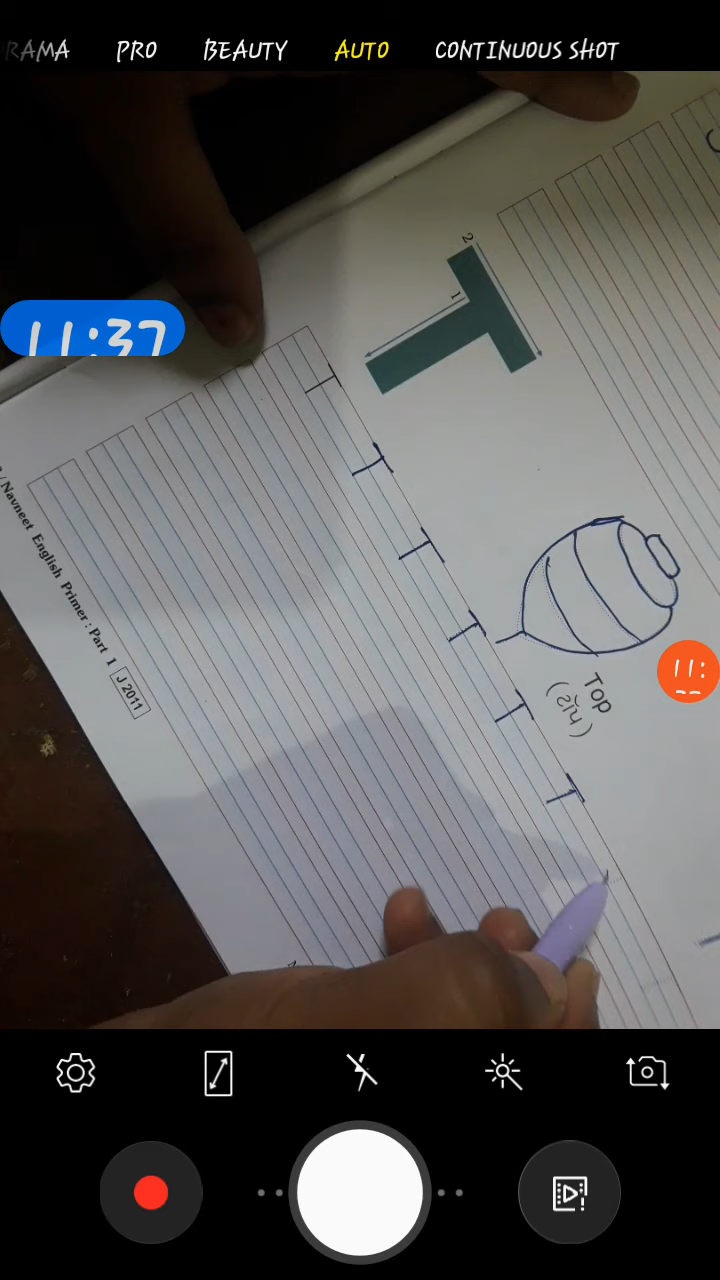 RAMA PRO BEAUTY AUTO CONTINUOUS SHOT
11:37
2
1
T
T T T T T T
Top
(ટૉપ)
11:
/ Navneet English Primer : Part 1 J 2011